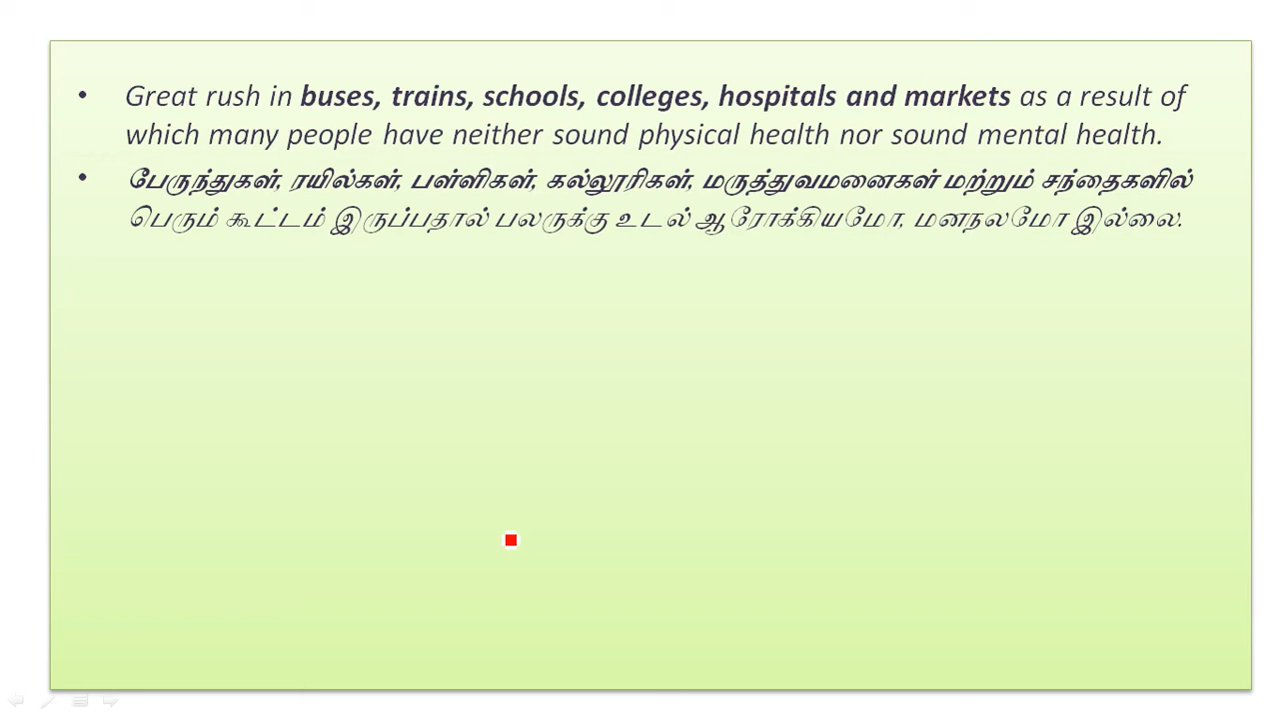 • Great rush in buses, trains, schools, colleges, hospitals and markets as a result of
which many people have neither sound physical health nor sound mental health.
• பேருந்துகள், ரயில்கள், பள்ளிகள், கல்லூரிகள், மருத்துவமனைகள் மற்றும் சந்தைகளில்
பெரும் கூட்டம் இருப்பதால் பலருக்கு உடல் ஆரோக்கியமோ, மனநலமோ இல்லை.